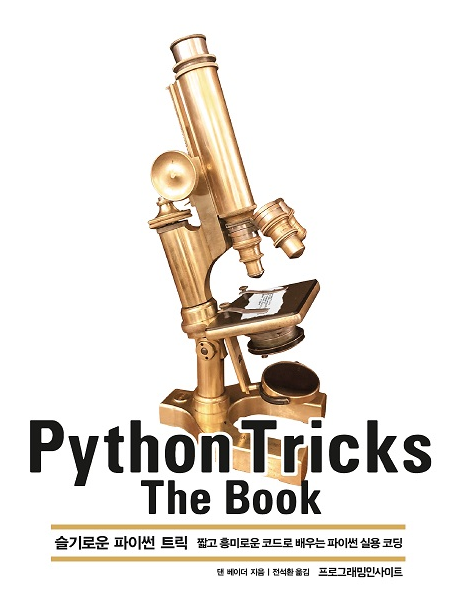 Python Tricks
The Book
슬기로운 파이썬 트릭 짧고 흥미로운 코드로 배우는 파이썬 실용 코딩
댄 베이더 지음 | 전석환 옮김 프로그래밍인사이트